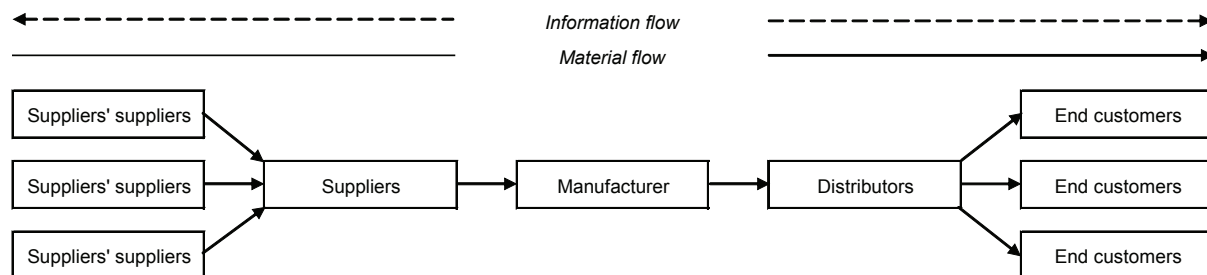 Information flow
Material flow
Suppliers' suppliers
End customers
Suppliers' suppliers
Suppliers
Manufacturer
Distributors
End customers
Suppliers' suppliers
End customers